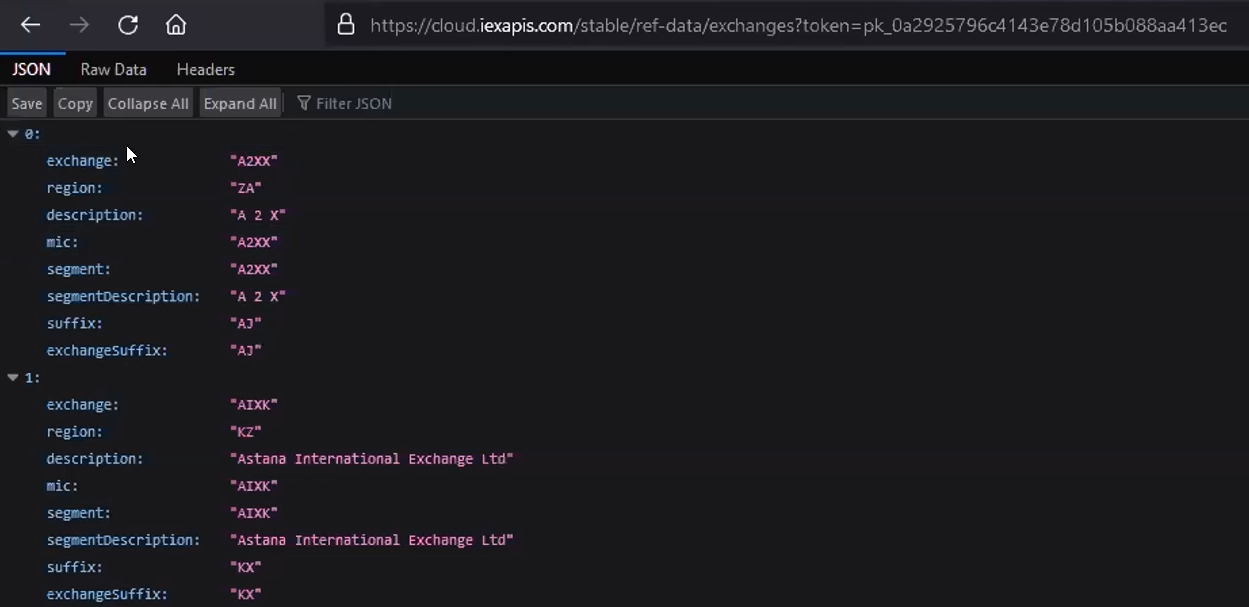 https://cloud.iexapis.com/stable/ref-data/exchanges?token=pk_0a2925796c4143e78d105b088aa413ec
JSON Raw Data Headers
Save Copy Collapse All Expand All Filter JSON
0:
exchange: "A2XX"
region: "ZA"
description: "A 2 X"
mic: "A2XX"
segment: "A2XX"
segmentDescription: "A 2 X"
suffix: "AJ"
exchangeSuffix: "AJ"
1:
exchange: "AIXK"
region: "KZ"
description: "Astana International Exchange Ltd"
mic: "AIXK"
segment: "AIXK"
segmentDescription: "Astana International Exchange Ltd"
suffix: "KX"
exchangeSuffix: "KX"